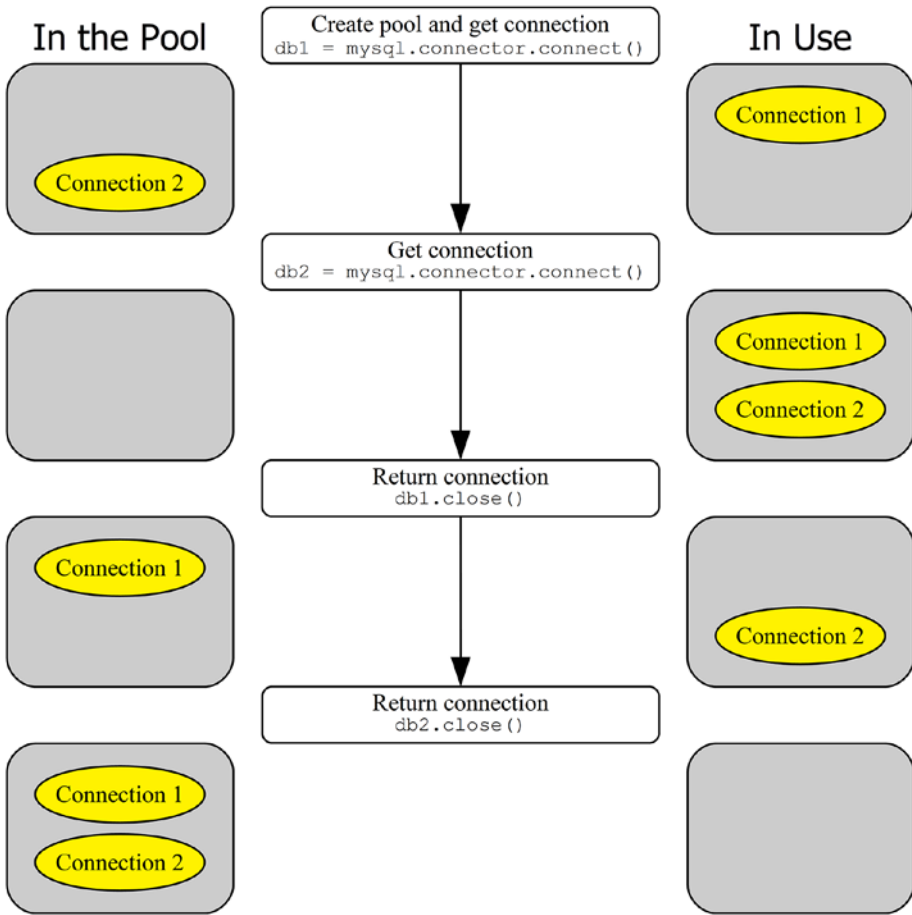 In the Pool
Create pool and get connection
db1 = mysql.connector.connect()
In Use
Connection 2
Connection 1
Get connection
db2 = mysql.connector.connect()
Connection 1
Connection 2
Return connection
db1.close()
Connection 1
Connection 2
Return connection
db2.close()
Connection 1
Connection 2